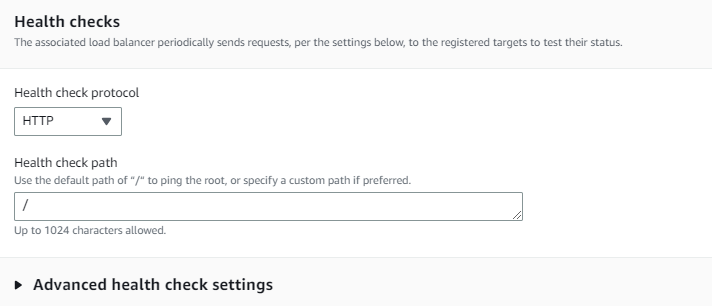 Health checks
The associated load balancer periodically sends requests, per the settings below, to the registered targets to test their status.
Health check protocol
HTTP
Health check path
Use the default path of "/" to ping the root, or specify a custom path if preferred.
/
Up to 1024 characters allowed.
Advanced health check settings